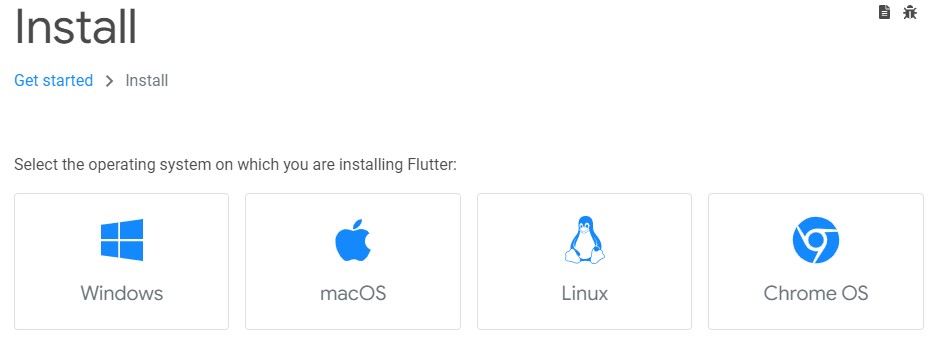 Install
Get started > Install
Select the operating system on which you are installing Flutter:
Windows
macOS
Linux
Chrome OS